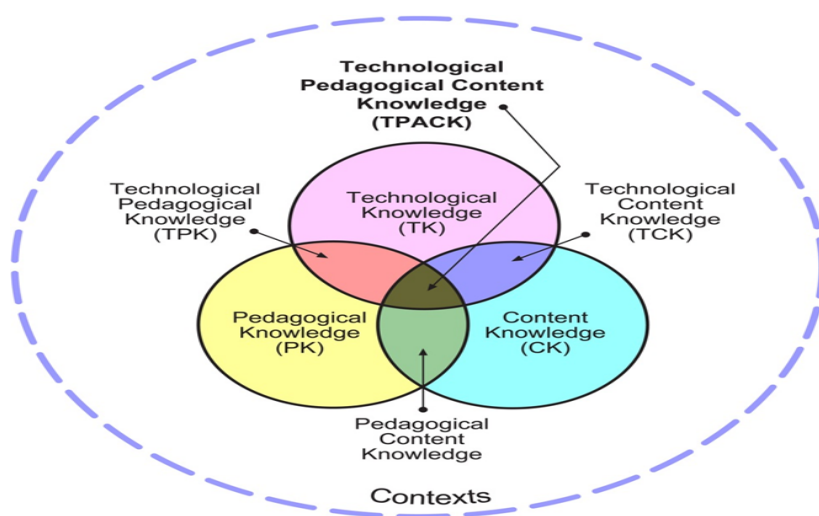 Technological
Pedagogical Content
Knowledge
(TPACK)
Technological
Pedagogical
Knowledge
(TPK)
Technological
Knowledge
(TK)
Technological
Content
Knowledge
(TCK)
Pedagogical
Knowledge
(PK)
Content
Knowledge
(CK)
Pedagogical
Content
Knowledge
Contexts